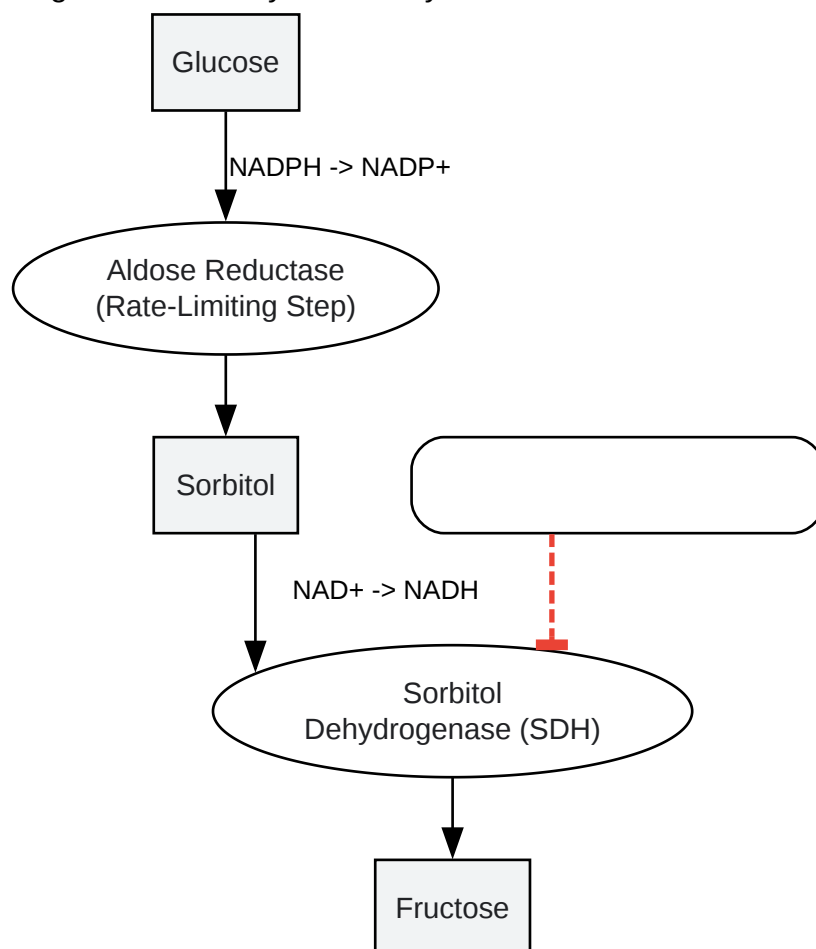 Glucose
NADPH -> NADP+
Aldose Reductase
(Rate-Limiting Step)
Sorbitol
NAD+ -> NADH
Sorbitol
Dehydrogenase (SDH)
Fructose